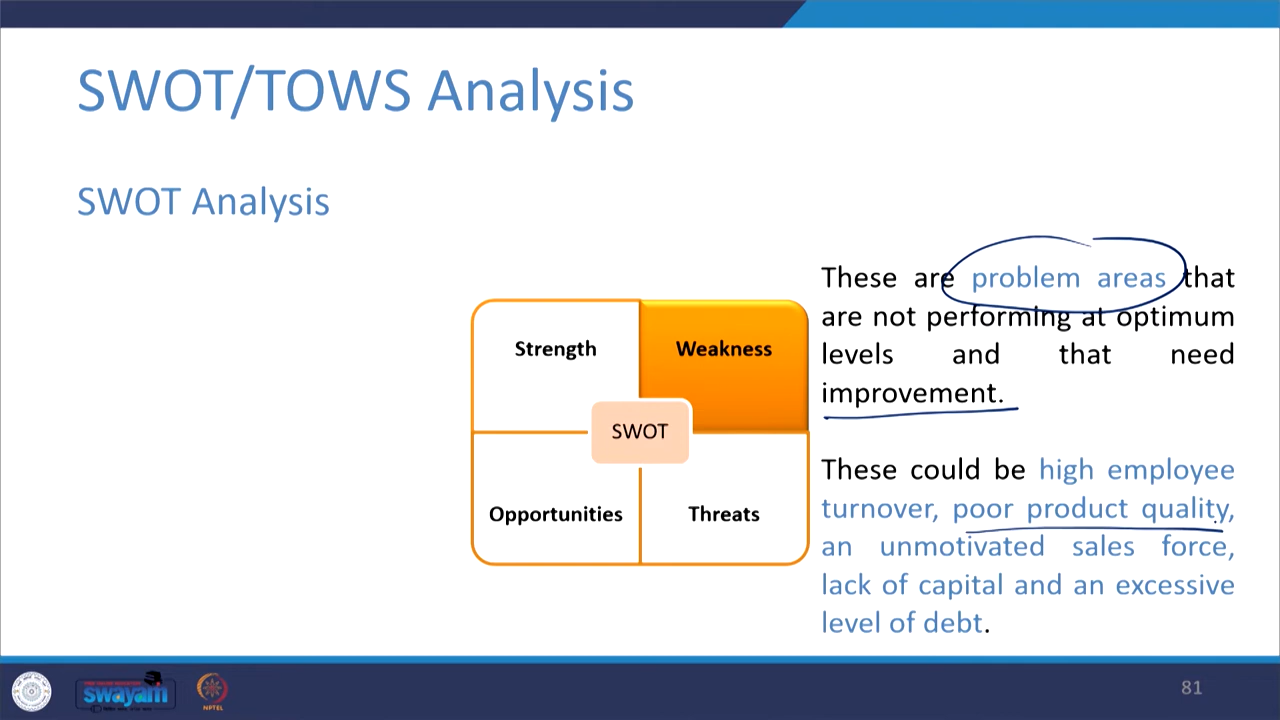 SWOT/TOWS Analysis
SWOT Analysis
These are problem areas that
are not performing at optimum
levels and that need
improvement.
Strength
Weakness
SWOT
Opportunities
Threats
These could be high employee
turnover, poor product quality,
an unmotivated sales force,
lack of capital and an excessive
level of debt.
swayam
NPTEL
81